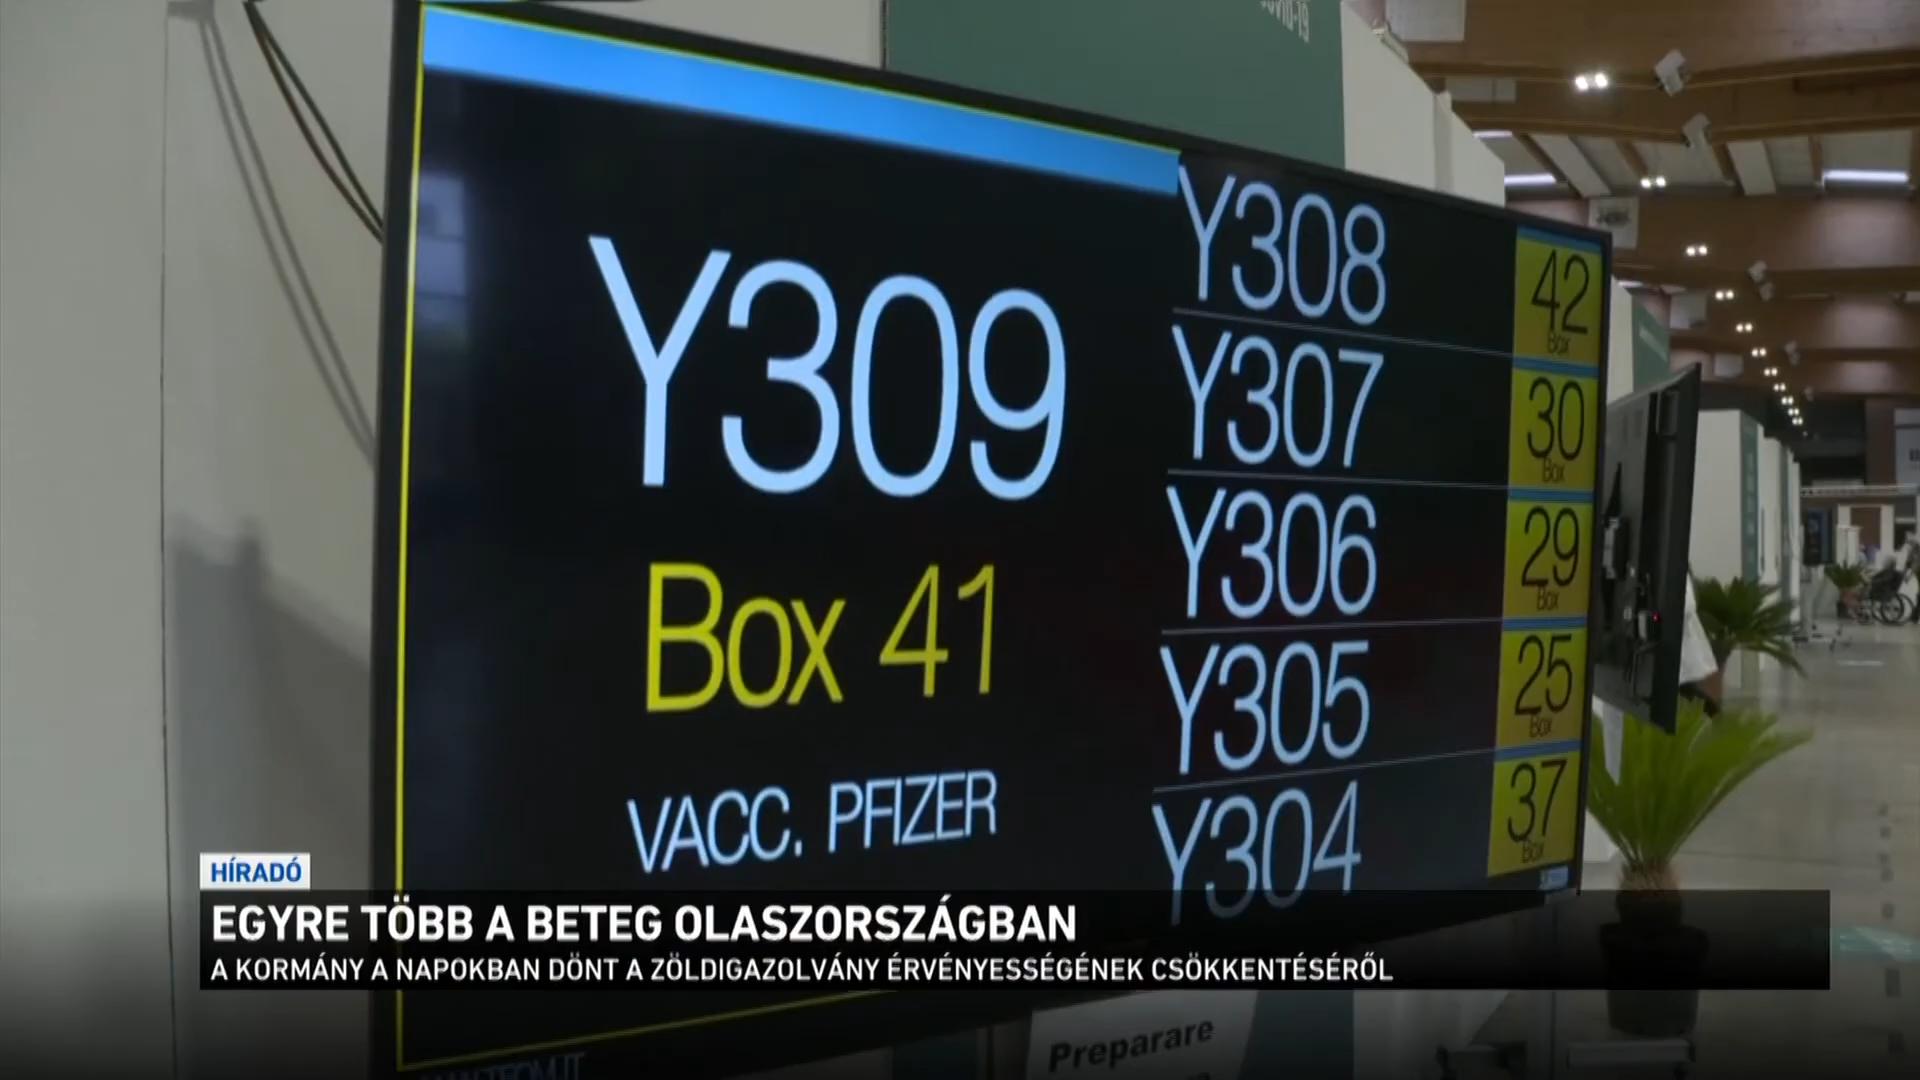 Y309
Box 41
VACC. PFIZER
Y308
42
Box
Y307
30
Box
Y306
29
Box
Y305
25
Box
Y304
37
Box
HÍRADÓ
EGYRE TÖBB A BETEG OLASZORSZÁGBAN
A KORMÁNY A NAPOKBAN DÖNT A ZÖLDIGAZOLVÁNY ÉRVÉNYESSÉGÉNEK CSÖKKENTÉSÉRŐL
Preparare